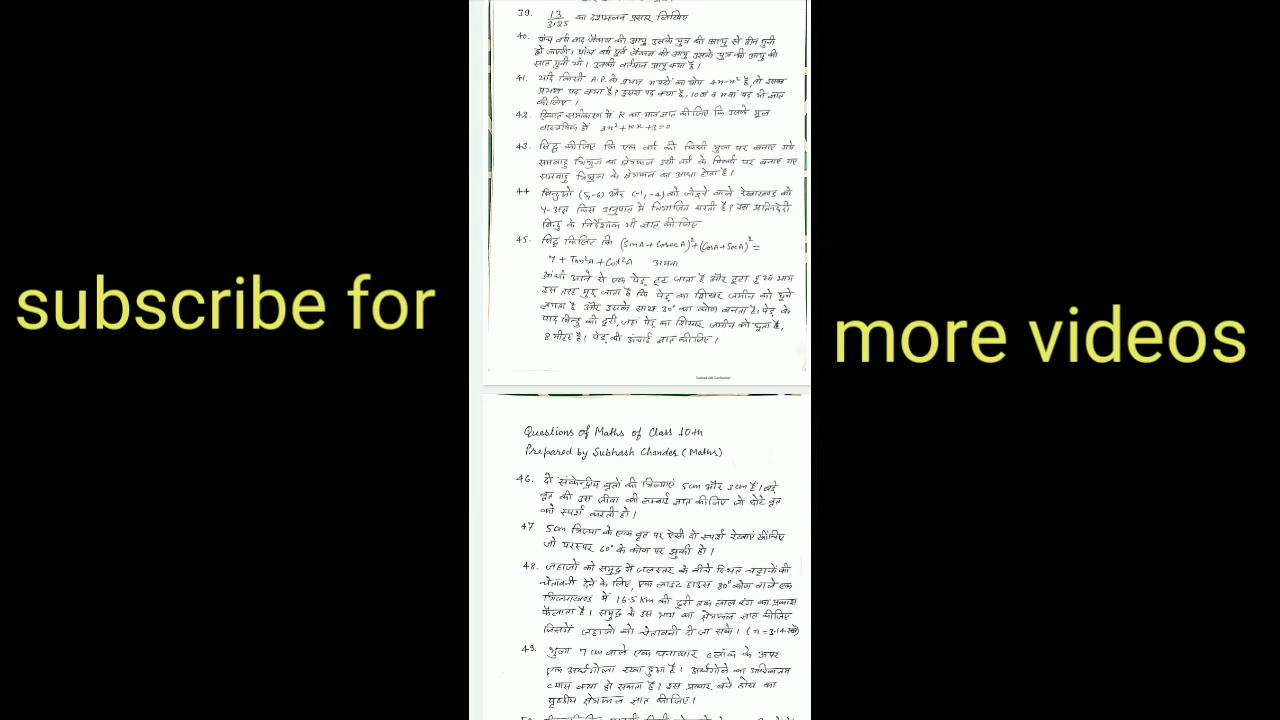 subscribe for
more videos
39. 13/3125 का दशमलव प्रसार लिखिए
40. पांच वर्ष बाद जैकब की आयु उसके पुत्र की आयु से तीन गुनी
हो जाएगी। पांच वर्ष पूर्व जैकब की आयु उसके पुत्र की आयु की
सात गुनी थी। उनकी वर्तमान आयु क्या है।
41. यदि किसी A.P. के प्रथम n पदों का योग 4n-n² है, तो इसका
प्रथम पद क्या है? दूसरा पद क्या है, 10वां व n वां पद भी ज्ञात
कीजिए।
42. द्विघात समीकरण में K का मान ज्ञात कीजिए कि उसके मूल
वास्तविक हों 3x²+Kx+3=0
43. सिद्ध कीजिए कि एक वर्ग की किसी भुजा पर बनाए गये
समबाहु त्रिभुज का क्षेत्रफल उसी वर्ग के विकर्ण पर बनाए गए
समबाहु त्रिभुज के क्षेत्रफल का आधा होता है।
44 बिन्दुओं (5,-6) और (-1,-4) को जोड़ने वाले रेखाखण्ड को
Y-अक्ष किस अनुपात में विभाजित करती है? इस प्रतिच्छेदी
बिन्दु के निर्देशांक भी ज्ञात कीजिए
45. सिद्ध किजिए कि (SinA+CosecA)²+(CosA+SecA)²=
7+Tan²A+Cot²A अथवा
आंधी आने से एक पेड़ टूट जाता है और टूटा हुआ भाग
इस तरह मुड़ जाता है कि पेड़ का शिखर जमीन को छूने
लगता है और इसके साथ 30° का कोण बनता है। पेड़ के
पाद बिन्दु की दूरी, जहां पेड़ का शिखर जमीन को छूता है,
8 मीटर है। पेड़ की ऊंचाई ज्ञात कीजिए।
Scanned with CamScanner
Questions of Maths of Class 10th
Prepared by Subhash Chander (Maths)
46. दो संकेन्द्रीय वृतों की त्रिज्याएं 5cm और 3cm हैं। बड़े
वृत की उस जीवा की लम्बाई ज्ञात कीजिए जो छोटे वृत
को स्पर्श करती हो।
47 5cm त्रिज्या के एक वृत पर ऐसी दो स्पर्श रेखाएं खींचिए
जो परस्पर 60° के कोण पर झुकी हों।
48. जहाजों को समुद्र में जलस्तर के नीचे स्थित चट्टानों की
चेतावनी देने के लिए, एक लाइट हाउस 80° कोण वाले एक
त्रिज्याखण्ड में 16.5 Km की दूरी तक लाल रंग का प्रकाश
फैलाता है। समुद्र के उस भाग का क्षेत्रफल ज्ञात कीजिए
जिसमें जहाजों को चेतावनी दी जा सके।
49. भुजा 7 cm वाले एक घनाकार ब्लॉक के ऊपर
एक अर्धगोला रखा हुआ है। अर्धगोले का अधिकतम
व्यास क्या हो सकता है? इस प्रकार बने ठोस का
पृष्ठीय क्षेत्रफल ज्ञात कीजिए।